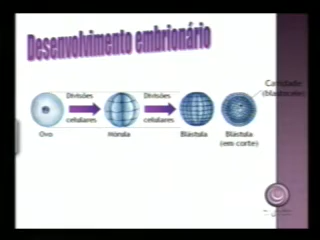 Desenvolvimento embrionário
Cavidade
(blastocele)
Divisões
celulares
Divisões
celulares
Ovo
Mórula
Blástula
Blástula
(em corte)